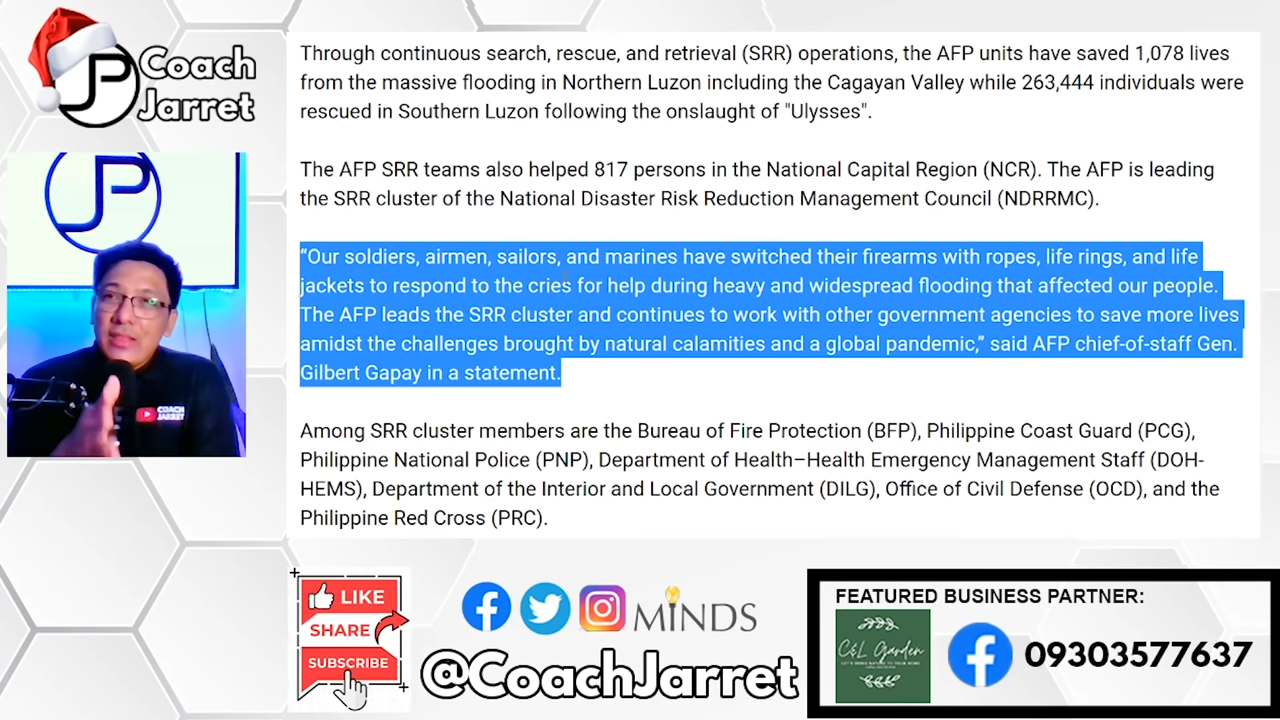 Coach
Jarret
JP
Through continuous search, rescue, and retrieval (SRR) operations, the AFP units have saved 1,078 lives
from the massive flooding in Northern Luzon including the Cagayan Valley while 263,444 individuals were
rescued in Southern Luzon following the onslaught of "Ulysses".
The AFP SRR teams also helped 817 persons in the National Capital Region (NCR). The AFP is leading
the SRR cluster of the National Disaster Risk Reduction Management Council (NDRRMC).
“Our soldiers, airmen, sailors, and marines have switched their firearms with ropes, life rings, and life
jackets to respond to the cries for help during heavy and widespread flooding that affected our people.
The AFP leads the SRR cluster and continues to work with other government agencies to save more lives
amidst the challenges brought by natural calamities and a global pandemic,” said AFP chief-of-staff Gen.
Gilbert Gapay in a statement.
Among SRR cluster members are the Bureau of Fire Protection (BFP), Philippine Coast Guard (PCG),
Philippine National Police (PNP), Department of Health–Health Emergency Management Staff (DOH-
HEMS), Department of the Interior and Local Government (DILG), Office of Civil Defense (OCD), and the
Philippine Red Cross (PRC).
COACH
JARRET
LIKE
SHARE
SUBSCRIBE
MINDS
@CoachJarret
FEATURED BUSINESS PARTNER:
C&L Garden
09303577637